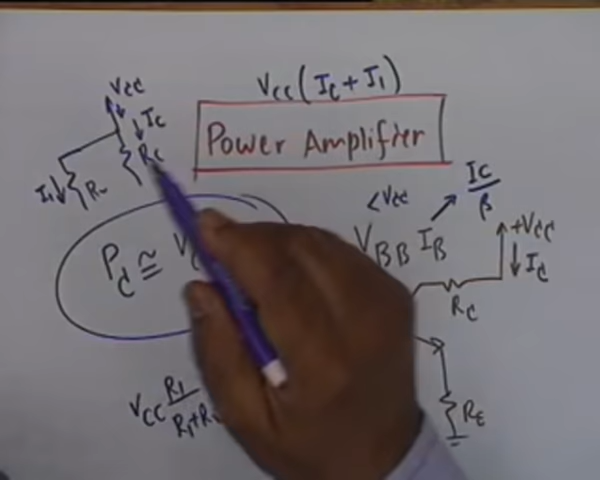 VCC
VCC(IC+I1)
IC
Power Amplifier
RC
I1
<VCC
IC/β
VBB IB
+VCC
PC ≅
IC
RC
VCC R1/R1+R
RE